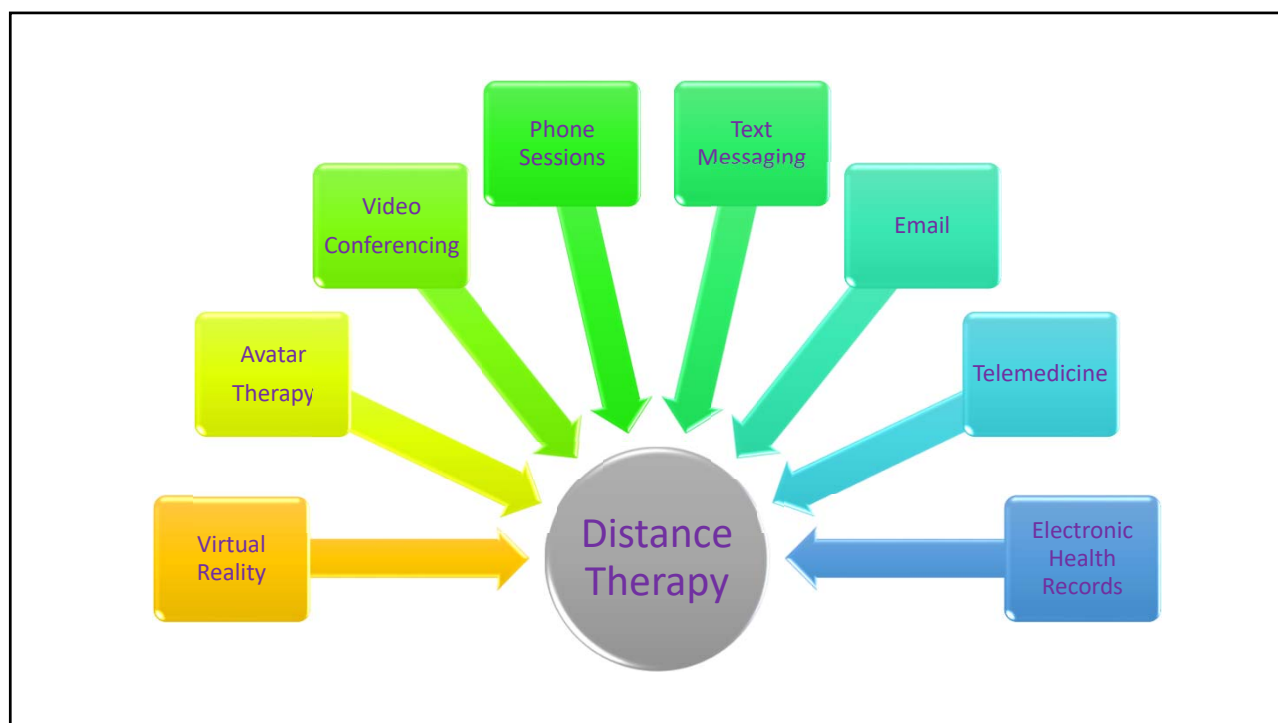 Phone
Sessions
Text
Messaging
Video
Conferencing
Email
Avatar
Therapy
Telemedicine
Virtual
Reality
Distance
Therapy
Electronic
Health
Records